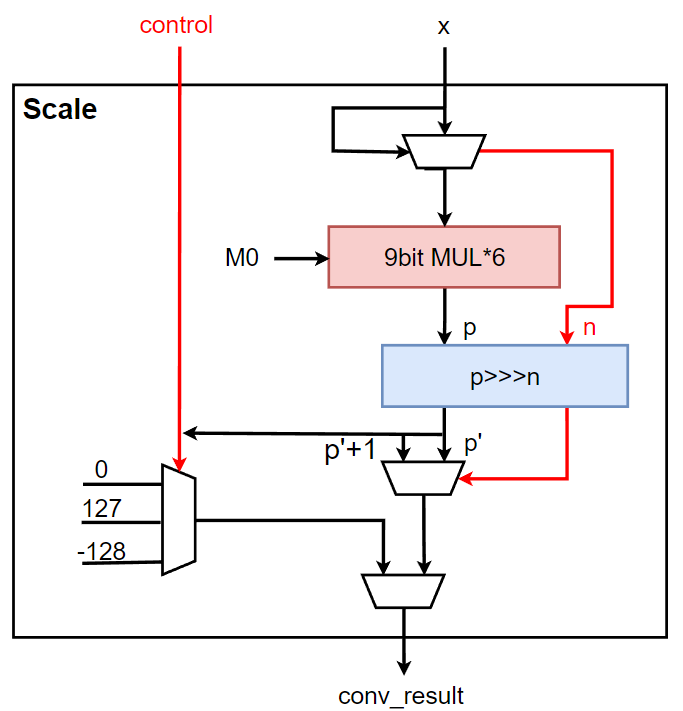 control
x
Scale
M0
9bit MUL*6
p
n
p>>>n
p'+1
p'
0
127
-128
conv_result